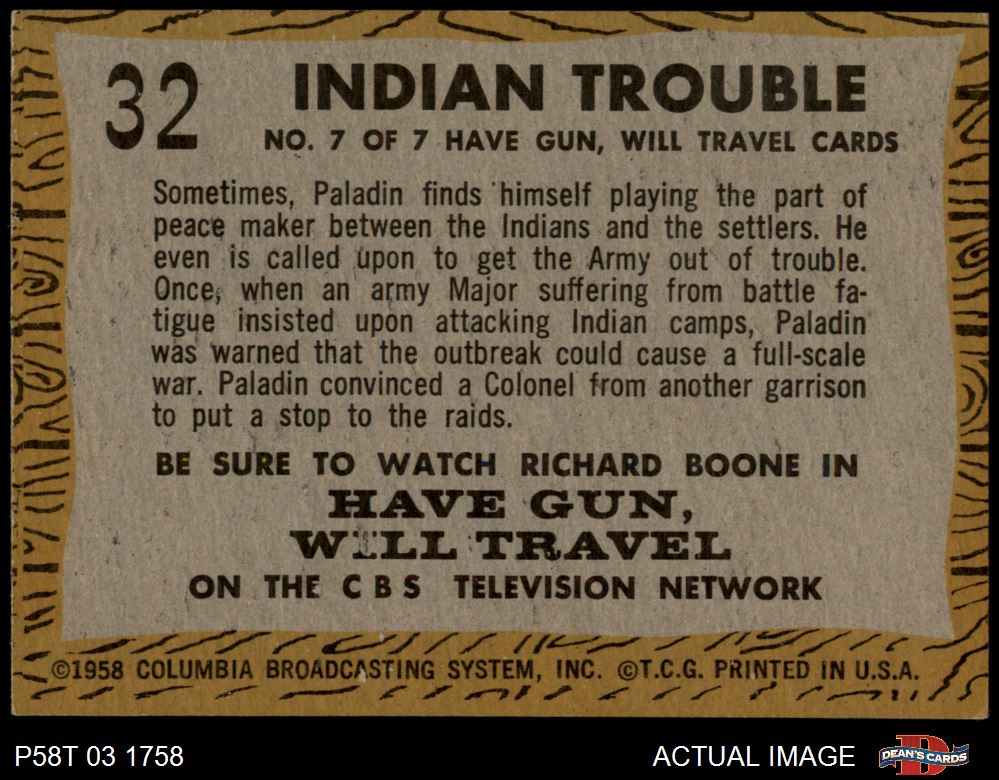 32
INDIAN TROUBLE
NO. 7 OF 7 HAVE GUN, WILL TRAVEL CARDS
Sometimes, Paladin finds himself playing the part of
peace maker between the Indians and the settlers. He
even is called upon to get the Army out of trouble.
Once, when an army Major suffering from battle fa-
tigue insisted upon attacking Indian camps, Paladin
was warned that the outbreak could cause a full-scale
war. Paladin convinced a Colonel from another garrison
to put a stop to the raids.
BE SURE TO WATCH RICHARD BOONE IN
HAVE GUN,
WILL TRAVEL
ON THE CBS TELEVISION NETWORK
©1958 COLUMBIA BROADCASTING SYSTEM, INC. ©T.C.G. PRINTED IN U.S.A.
P58T 03 1758
ACTUAL IMAGE
DEAN'S CARDS